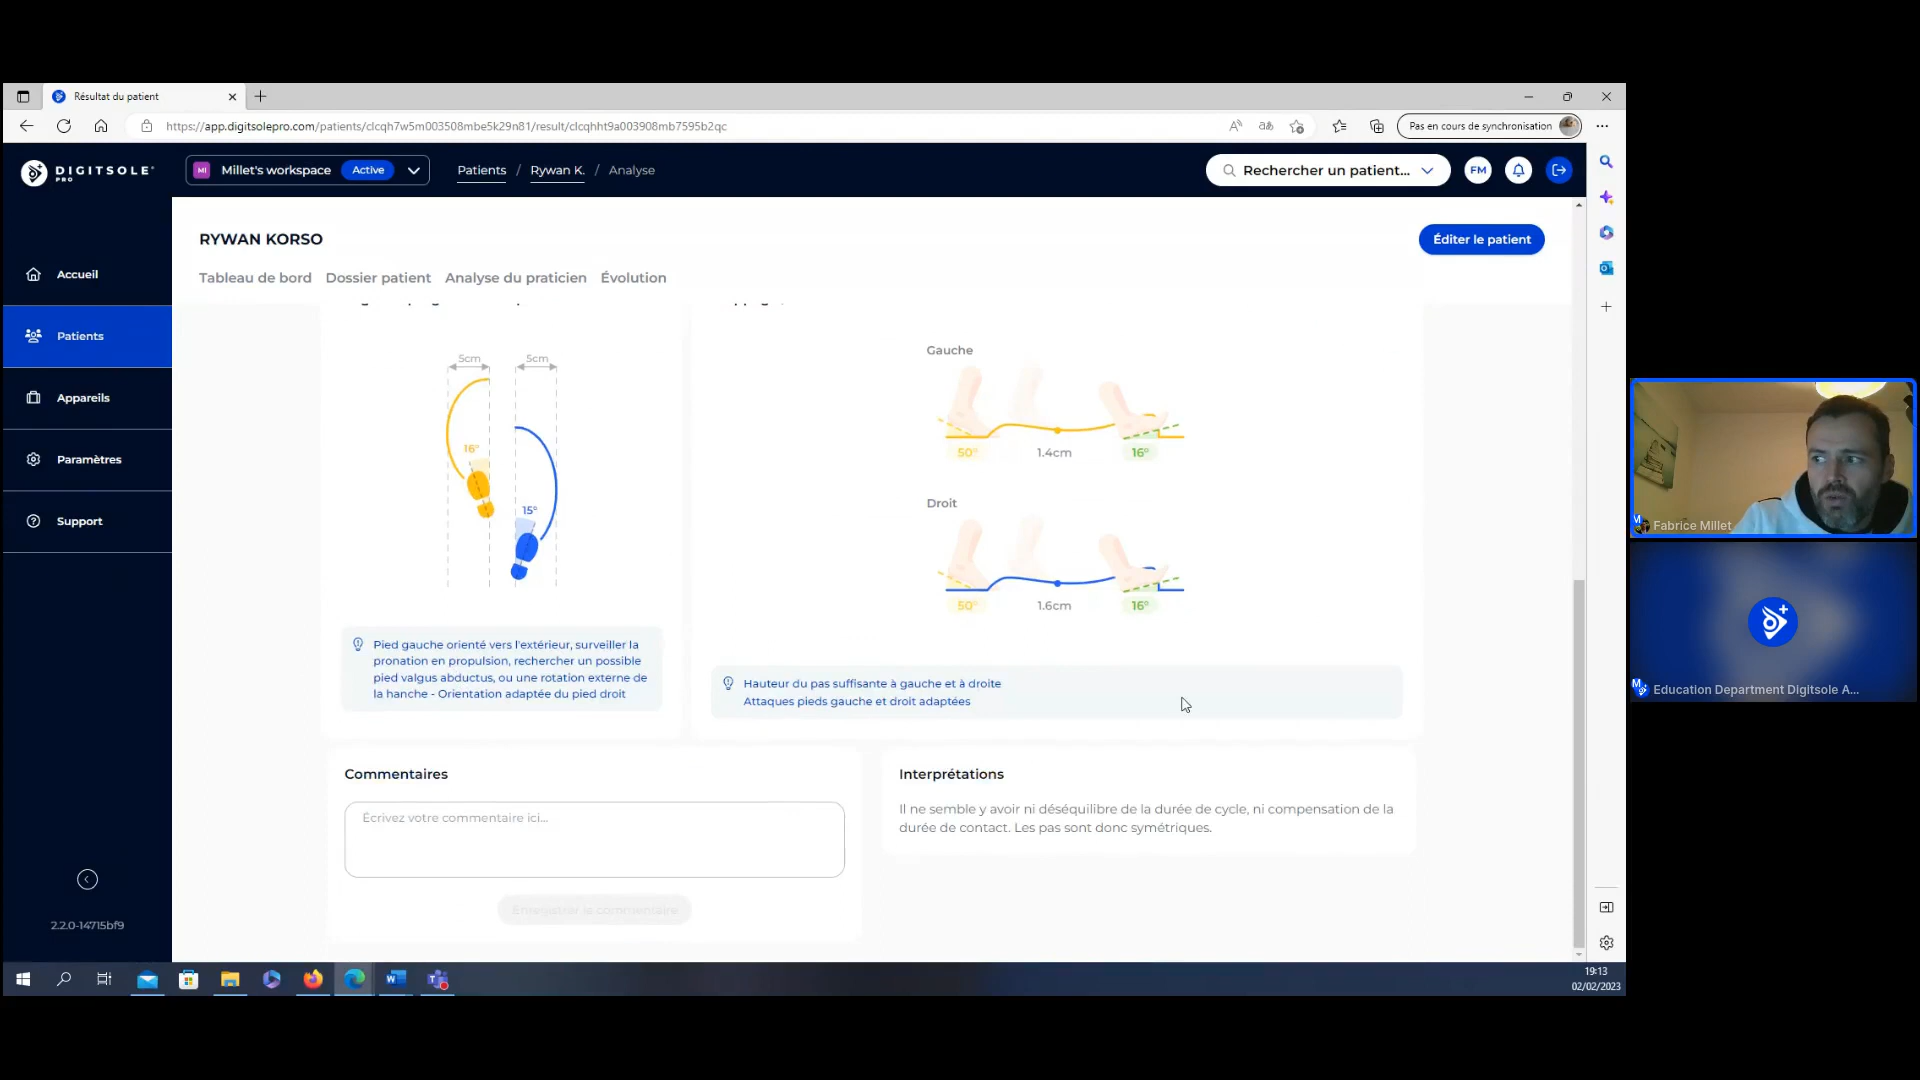 Résultat du patient
https://app.digitsolepro.com/patients/clcqh7w5m003508mbe5k29n81/result/clcqhht9a003908mb7595b2qc
Pas en cours de synchronisation
DIGITSOLE
PRO
MI Millet's workspace Active
Patients / Rywan K. / Analyse
Rechercher un patient...
FM
RYWAN KORSO
Éditer le patient
Tableau de bord Dossier patient Analyse du praticien Évolution
Accueil
Patients
Appareils
Paramètres
Support
2.2.0-14715bf9
5cm 5cm
16°
15°
Pied gauche orienté vers l'extérieur, surveiller la
pronation en propulsion, rechercher un possible
pied valgus abductus, ou une rotation externe de
la hanche - Orientation adaptée du pied droit
Gauche
50° 1.4cm 16°
Droit
50° 1.6cm 16°
Hauteur du pas suffisante à gauche et à droite
Attaques pieds gauche et droit adaptées
Commentaires
Écrivez votre commentaire ici...
Enregistrer le commentaire
Interprétations
Il ne semble y avoir ni déséquilibre de la durée de cycle, ni compensation de la
durée de contact. Les pas sont donc symétriques.
19:13
02/02/2023
Fabrice Millet
Education Department Digitsole A...